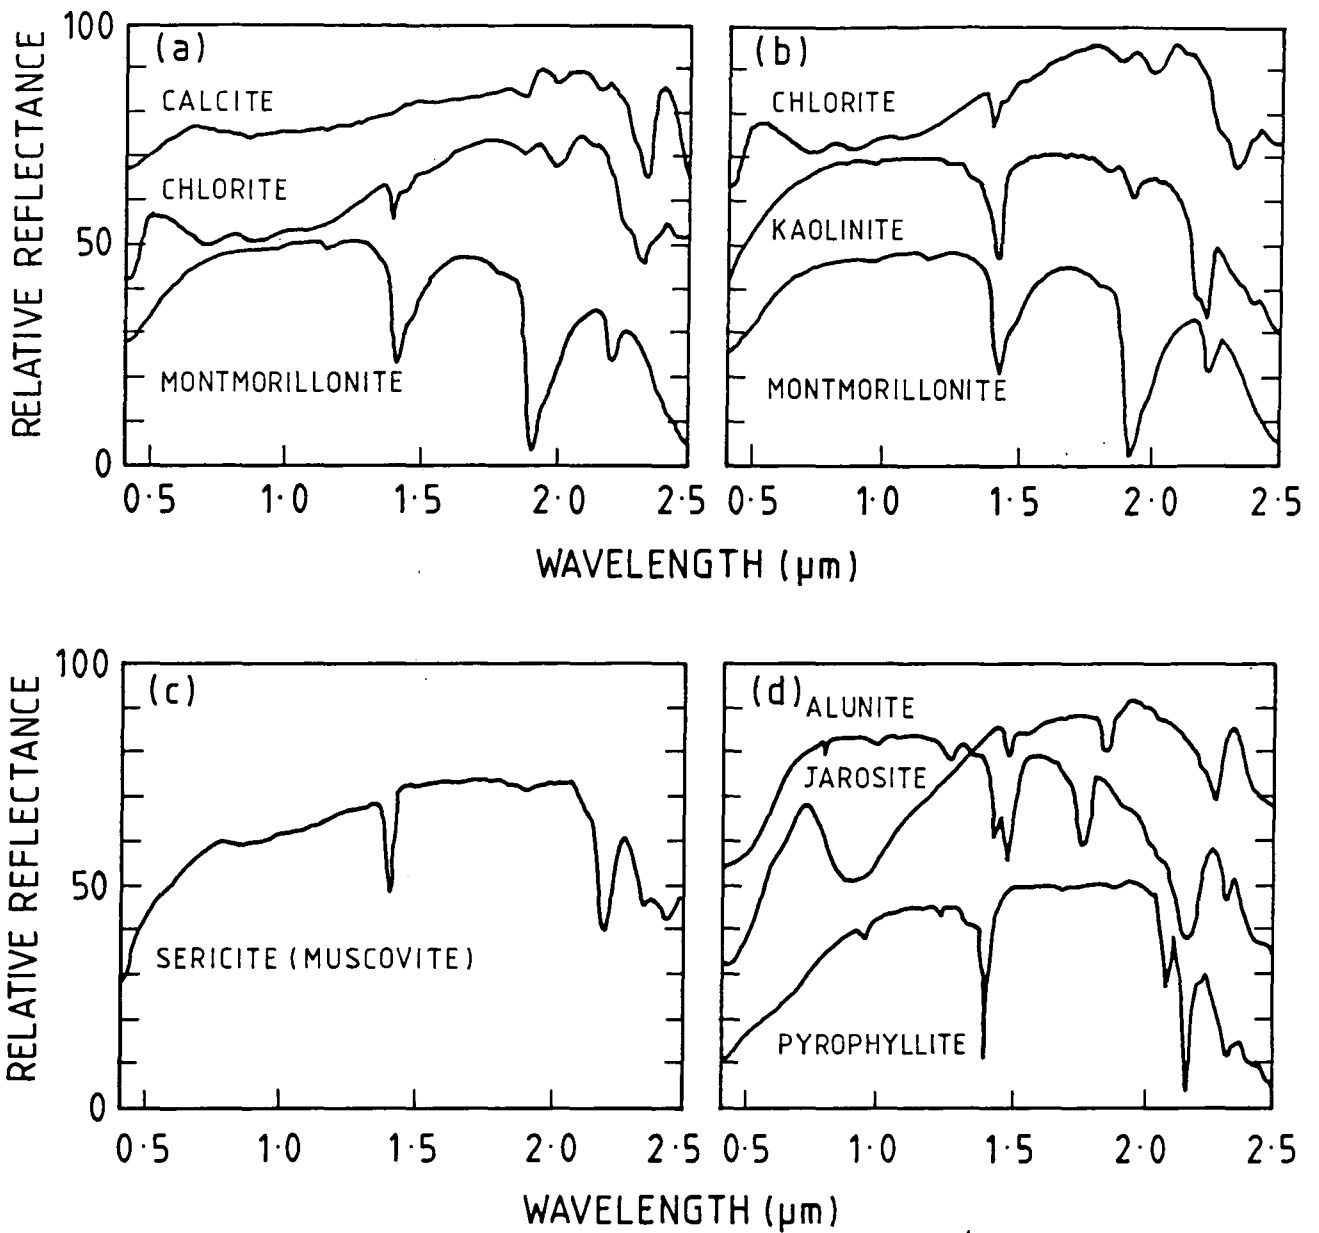 RELATIVE REFLECTANCE
100
50
0
(a)
CALCITE
CHLORITE
MONTMORILLONITE
0·5 1·0 1·5 2·0 2·5
(b)
CHLORITE
KAOLINITE
MONTMORILLONITE
0·5 1·0 1·5 2·0 2·5
WAVELENGTH (µm)
RELATIVE REFLECTANCE
100
50
0
(c)
SERICITE (MUSCOVITE)
0·5 1·0 1·5 2·0 2·5
(d)
ALUNITE
JAROSITE
PYROPHYLLITE
0·5 1·0 1·5 2·0 2·5
WAVELENGTH (µm)